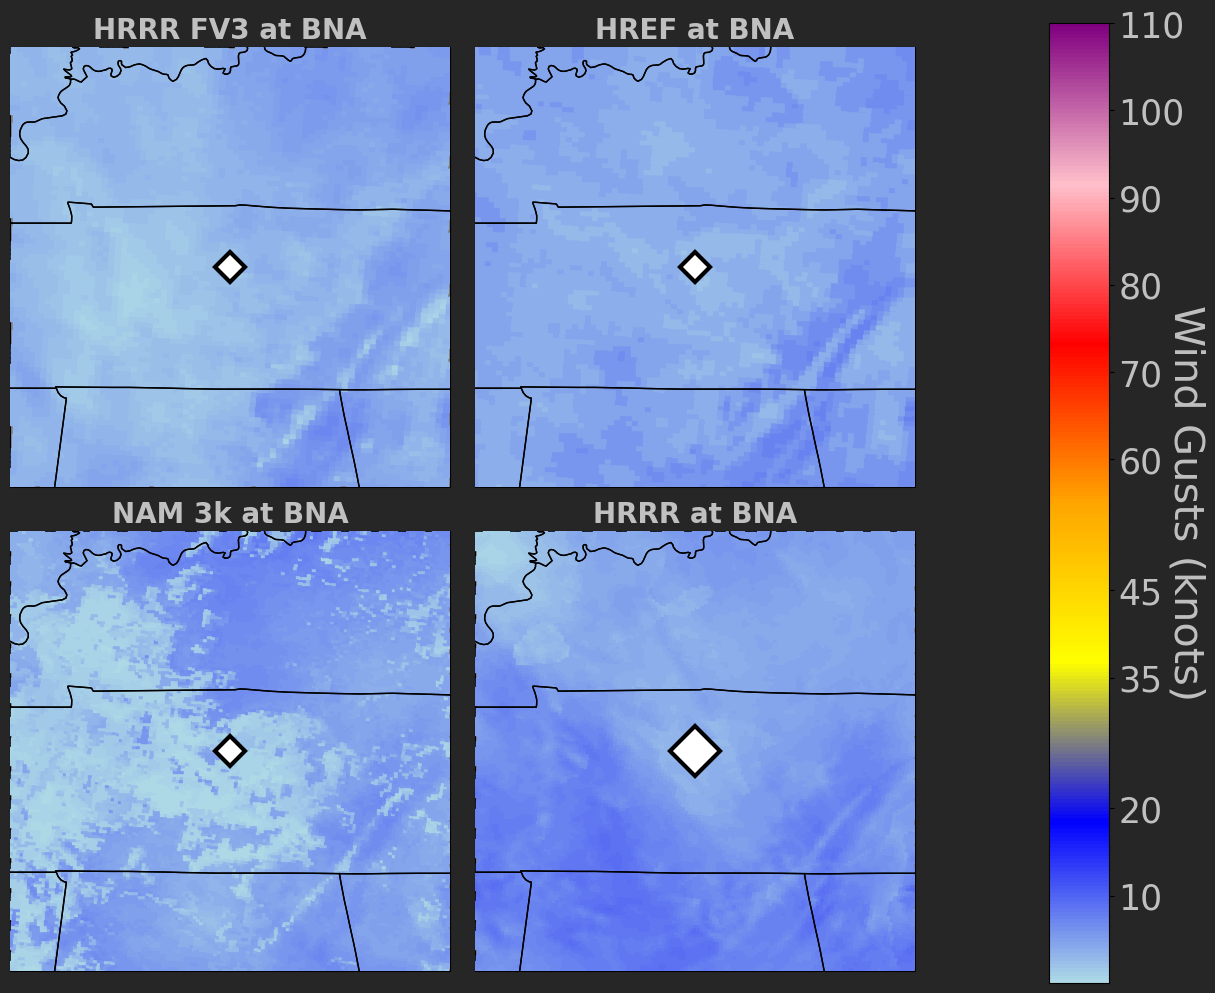 HRRR FV3 at BNA
HREF at BNA
NAM 3k at BNA
HRRR at BNA
110
100
90
80
70
60
45
35
20
10
Wind Gusts (knots)